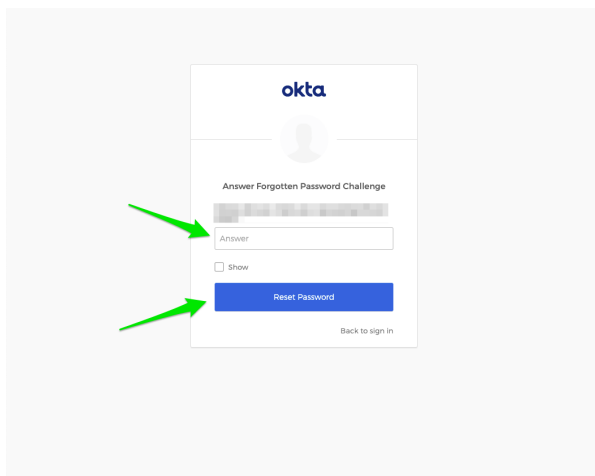 okta
Answer Forgotten Password Challenge
Answer
Show
Reset Password
Back to sign in